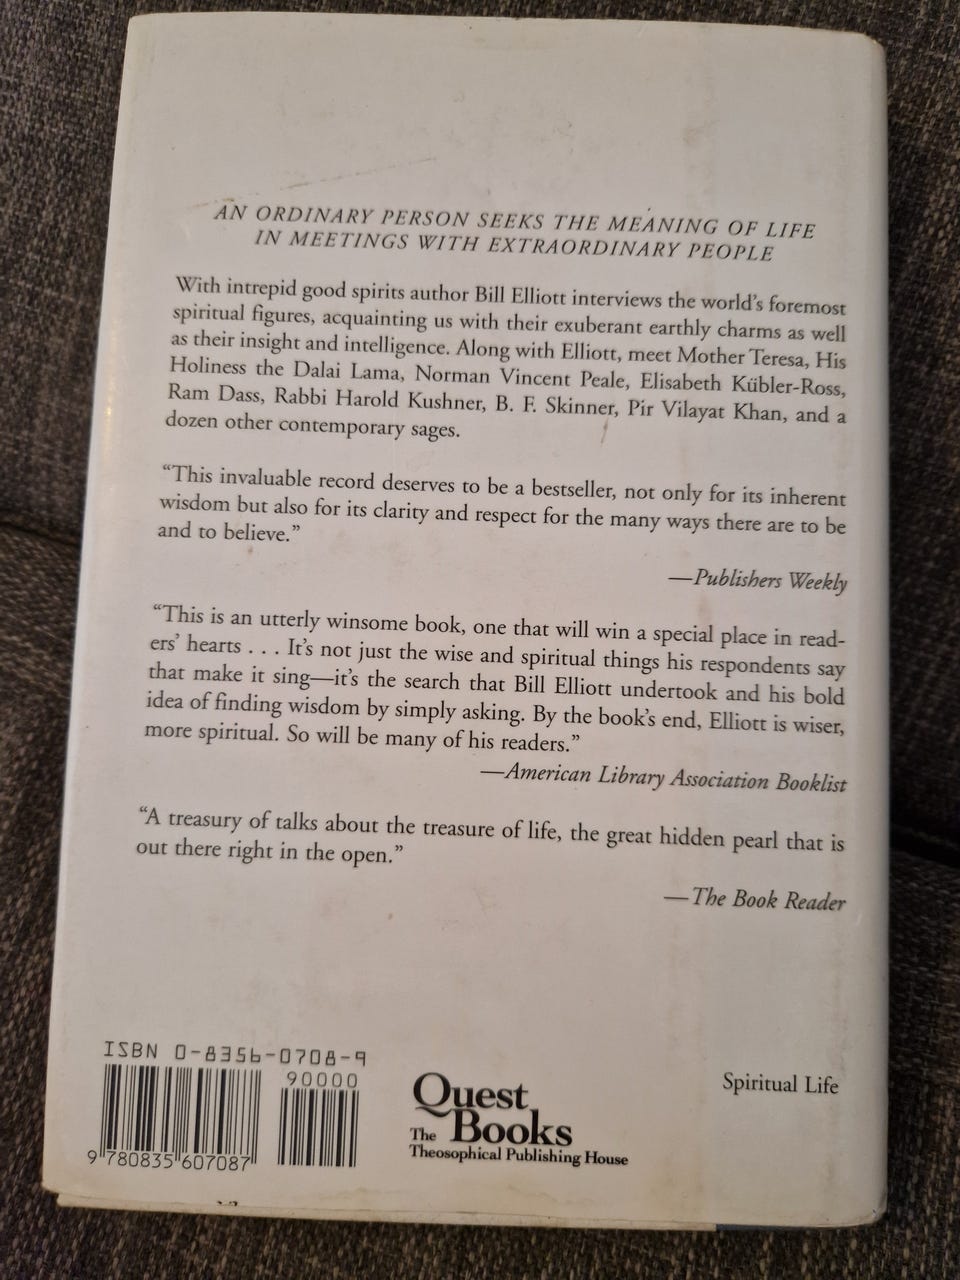 AN ORDINARY PERSON SEEKS THE MEANING OF LIFE
IN MEETINGS WITH EXTRAORDINARY PEOPLE
With intrepid good spirits author Bill Elliott interviews the world's foremost
spiritual figures, acquainting us with their exuberant earthly charms as well
as their insight and intelligence. Along with Elliott, meet Mother Teresa, His
Holiness the Dalai Lama, Norman Vincent Peale, Elisabeth Kübler-Ross,
Ram Dass, Rabbi Harold Kushner, B. F. Skinner, Pir Vilayat Khan, and a
dozen other contemporary sages.
“This invaluable record deserves to be a bestseller, not only for its inherent
wisdom but also for its clarity and respect for the many ways there are to be
and to believe.”
—Publishers Weekly
“This is an utterly winsome book, one that will win a special place in read-
ers’ hearts . . . It’s not just the wise and spiritual things his respondents say
that make it sing—it’s the search that Bill Elliott undertook and his bold
idea of finding wisdom by simply asking. By the book’s end, Elliott is wiser,
more spiritual. So will be many of his readers.”
—American Library Association Booklist
“A treasury of talks about the treasure of life, the great hidden pearl that is
out there right in the open.”
—The Book Reader
ISBN 0-8356-0708-9
90000
9 780835 607087
Quest
The Books
Theosophical Publishing House
Spiritual Life